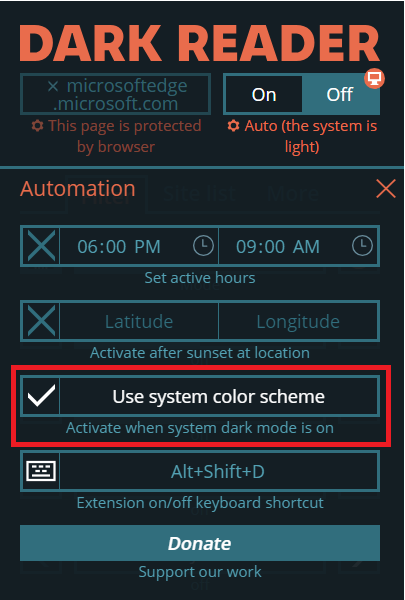 DARK READER
× microsoftedge
.microsoft.com
On
Off
This page is protected
by browser
Auto (the system is
light)
Automation
06:00 PM
09:00 AM
Set active hours
Latitude
Longitude
Activate after sunset at location
Use system color scheme
Activate when system dark mode is on
Alt+Shift+D
Extension on/off keyboard shortcut
Donate
Support our work